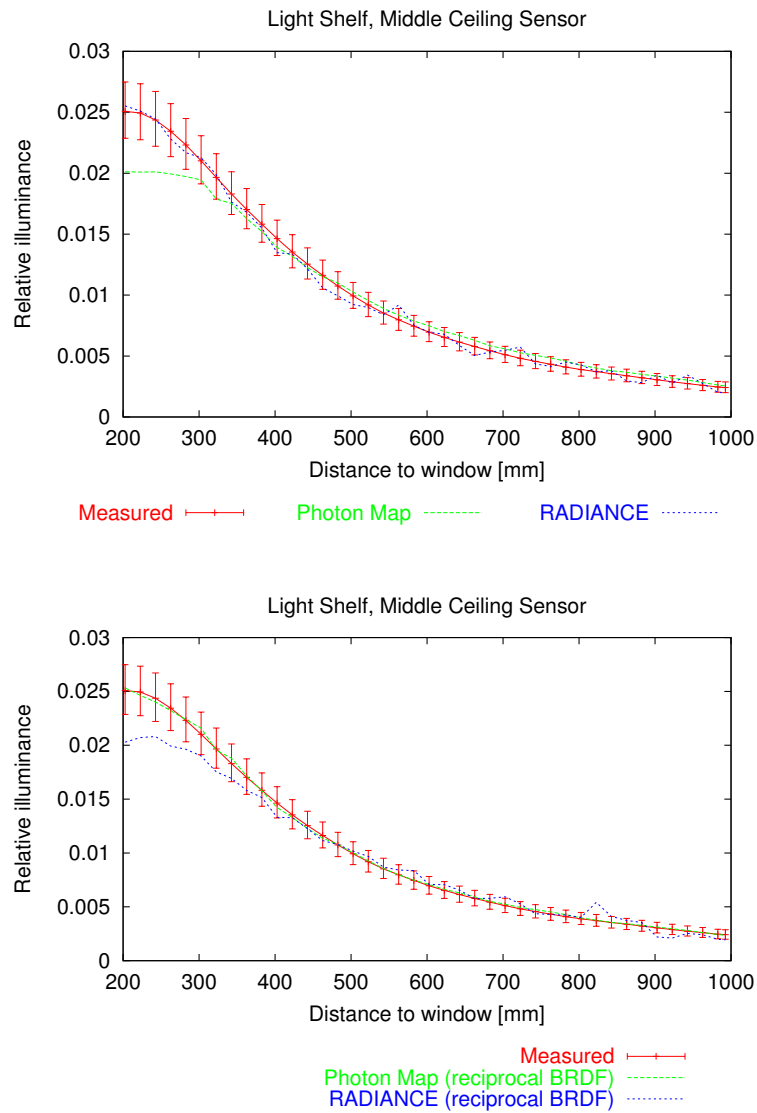 Light Shelf, Middle Ceiling Sensor
0.03
0.025
0.02
0.015
0.01
0.005
0
Relative illuminance
200 300 400 500 600 700 800 900 1000
Distance to window [mm]
Measured Photon Map RADIANCE
Light Shelf, Middle Ceiling Sensor
0.03
0.025
0.02
0.015
0.01
0.005
0
Relative illuminance
200 300 400 500 600 700 800 900 1000
Distance to window [mm]
Measured
Photon Map (reciprocal BRDF)
RADIANCE (reciprocal BRDF)